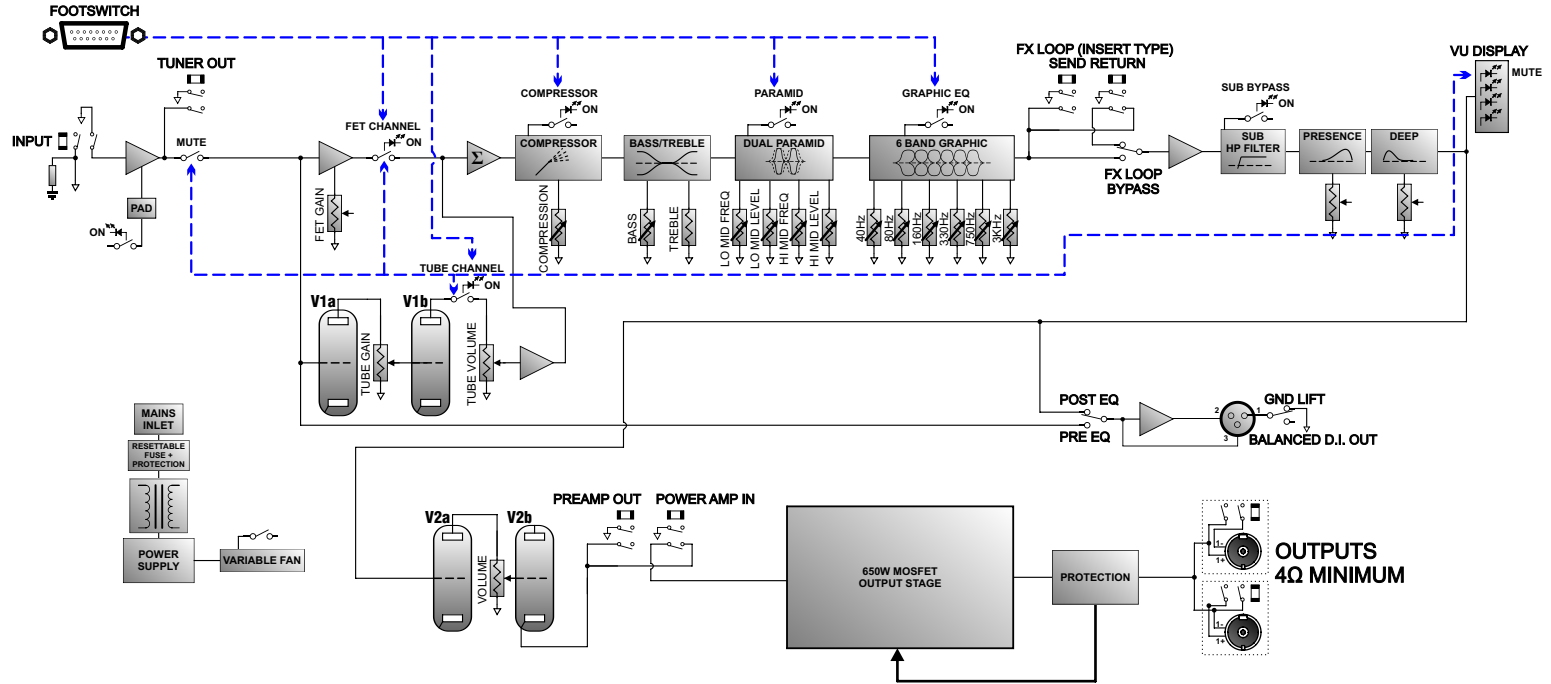 FOOTSWITCH
TUNER OUT
INPUT
MUTE
PAD
ON
FET GAIN
FET CHANNEL
ON
Σ
COMPRESSOR
ON
COMPRESSOR
COMPRESSION
BASS/TREBLE
BASS
TREBLE
PARAMID
ON
DUAL PARAMID
LO MID FREQ
LO MID LEVEL
HI MID FREQ
HI MID LEVEL
GRAPHIC EQ
ON
6 BAND GRAPHIC
40Hz
80Hz
160Hz
330Hz
750Hz
3KHz
FX LOOP (INSERT TYPE)
SEND RETURN
FX LOOP
BYPASS
SUB BYPASS
ON
SUB
HP FILTER
PRESENCE
DEEP
VU DISPLAY
MUTE
TUBE CHANNEL
ON
V1a
V1b
TUBE GAIN
TUBE VOLUME
POST EQ
PRE EQ
2
1
3
GND LIFT
BALANCED D.I. OUT
MAINS
INLET
RESETTABLE
FUSE +
PROTECTION
POWER
SUPPLY
VARIABLE FAN
V2a
V2b
VOLUME
PREAMP OUT
POWER AMP IN
650W MOSFET
OUTPUT STAGE
PROTECTION
1-
1+
1-
1+
OUTPUTS
4Ω MINIMUM